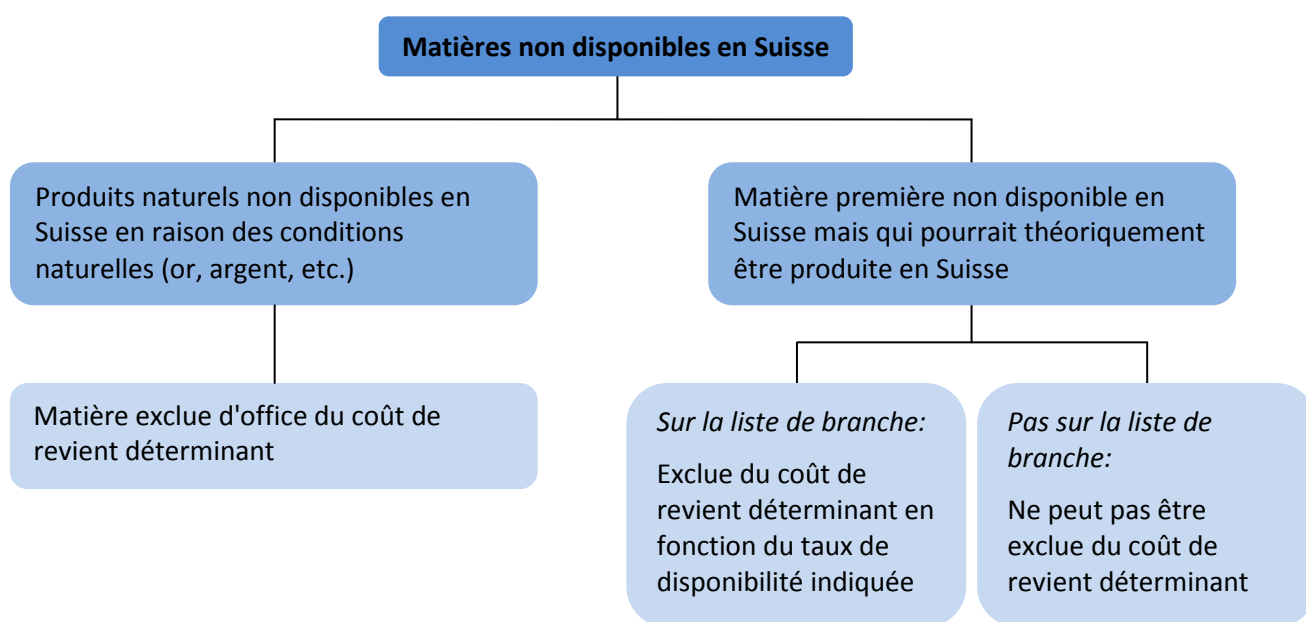 Matières non disponibles en Suisse
Produits naturels non disponibles en
Suisse en raison des conditions
naturelles (or, argent, etc.)
Matière première non disponible en
Suisse mais qui pourrait théoriquement
être produite en Suisse
Matière exclue d'office du coût de
revient déterminant
Sur la liste de branche:
Exclue du coût de
revient déterminant en
fonction du taux de
disponibilité indiquée
Pas sur la liste de
branche:
Ne peut pas être
exclue du coût de
revient déterminant